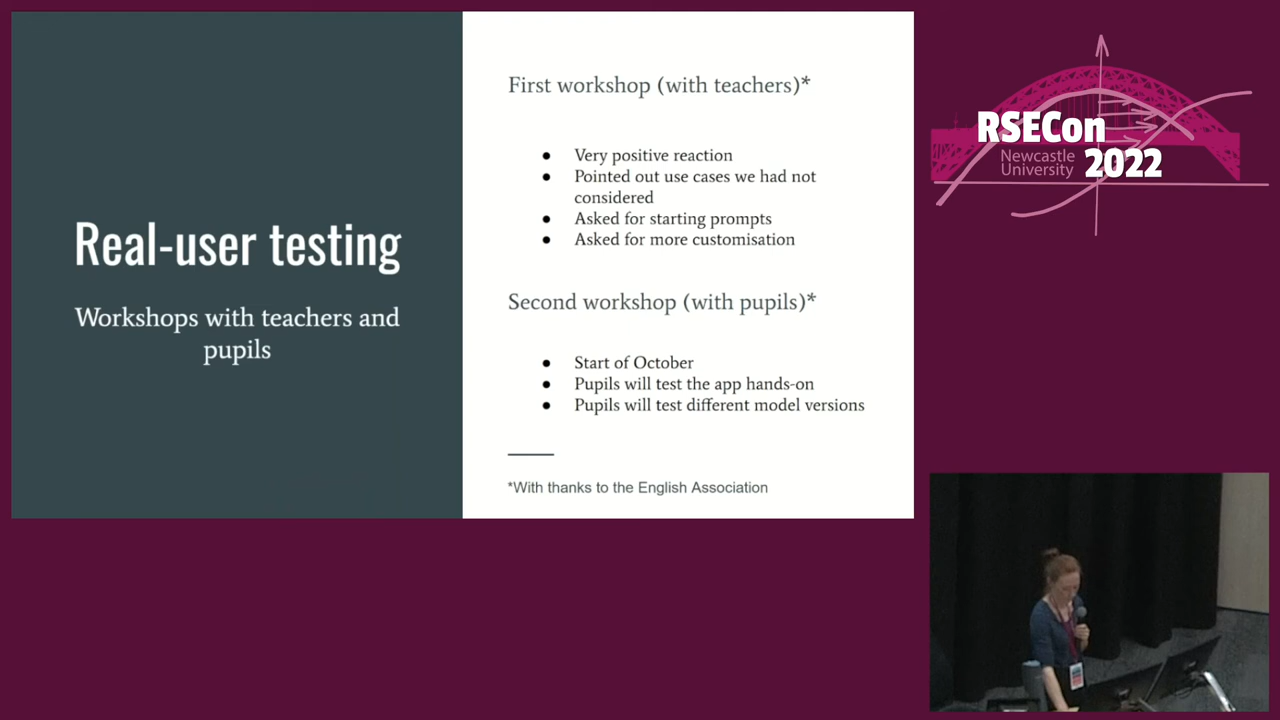 Real-user testing
Workshops with teachers and
pupils
First workshop (with teachers)*
● Very positive reaction
● Pointed out use cases we had not
considered
● Asked for starting prompts
● Asked for more customisation
Second workshop (with pupils)*
● Start of October
● Pupils will test the app hands-on
● Pupils will test different model versions
*With thanks to the English Association
RSECon
Newcastle
University
2022